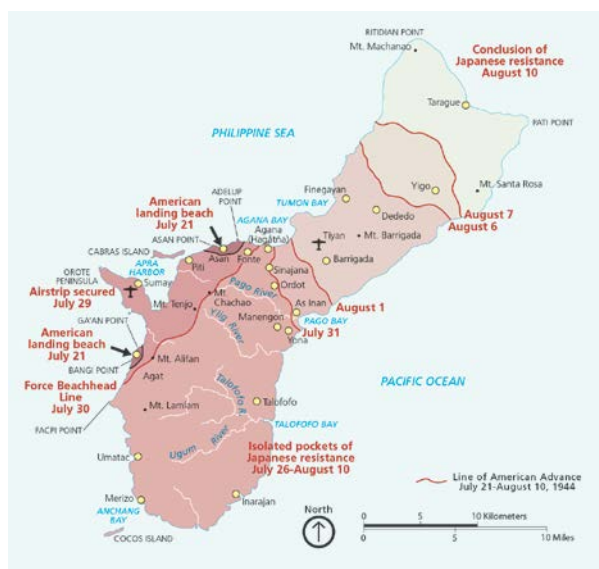 RITIDIAN POINT
Mt. Machanao
Conclusion of
Japanese resistance
August 10
Tarague
PATI POINT
PHILIPPINE SEA
Finegayan
Yigo
Mt. Santa Rosa
American
landing beach
July 21
ADELUP
POINT
TUMON BAY
AGANA BAY
Dededo
August 7
August 6
ASAN POINT
Agana
(Hagåtña)
Tiyan
Mt. Barrigada
CABRAS ISLAND
Asan
Fonte
APRA
HARBOR
Piti
Sinajana
Barrigada
OROTE
PENINSULA
Sumay
Ordot
Airstrip secured
July 29
Mt. Tenjo
Mt.
Chachao
Pago River
As Inan
August 1
GA'AN POINT
Ylig River
Manengon
PAGO BAY
American
landing beach
July 21
July 31
Yona
BANGI POINT
Mt. Alifan
Agat
PACIFIC OCEAN
Force Beachhead
Line
July 30
Mt. Lamlam
Talofofo R.
Talofofo
FACPI POINT
TALOFOFO BAY
Ugum River
Isolated pockets of
Japanese resistance
July 26-August 10
Umatac
Line of American Advance
July 21-August 10, 1944
Merizo
Inarajan
ANCHANG
BAY
COCOS ISLAND
North
0 5 10 Kilometers
0 5 10 Miles